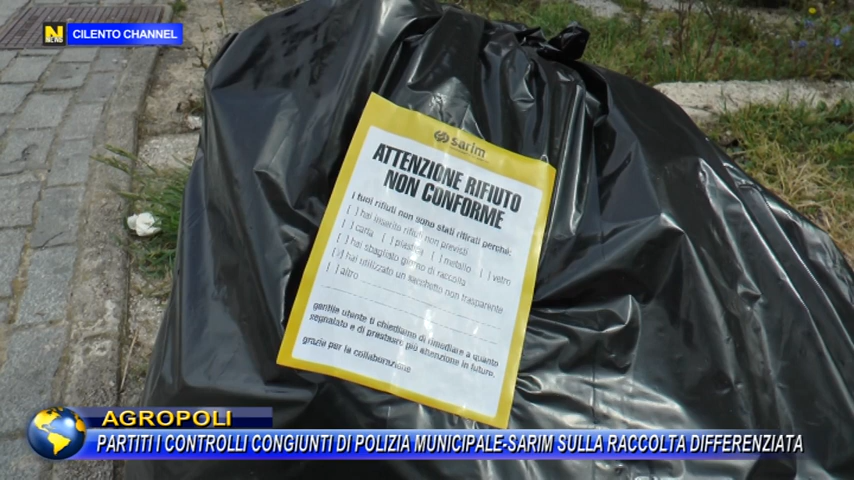 N
NEWS
CILENTO CHANNEL
sarim
ATTENZIONE RIFIUTO
NON CONFORME
I tuoi rifiuti non sono stati ritirati perchè:
[ ] hai inserito rifiuti non previsti
[ ] carta [ ] plastica [ ] metallo [ ] vetro
[ ] hai sbagliato giorno di raccolta
[ ] hai utilizzato un sacchetto non trasparente
[ ] altro
gentile utente ti chiediamo di rimediare a quanto
segnalato e di prestare più attenzione in futuro.
grazie per la collaborazione
AGROPOLI
PARTITI I CONTROLLI CONGIUNTI DI POLIZIA MUNICIPALE-SARIM SULLA RACCOLTA DIFFERENZIATA